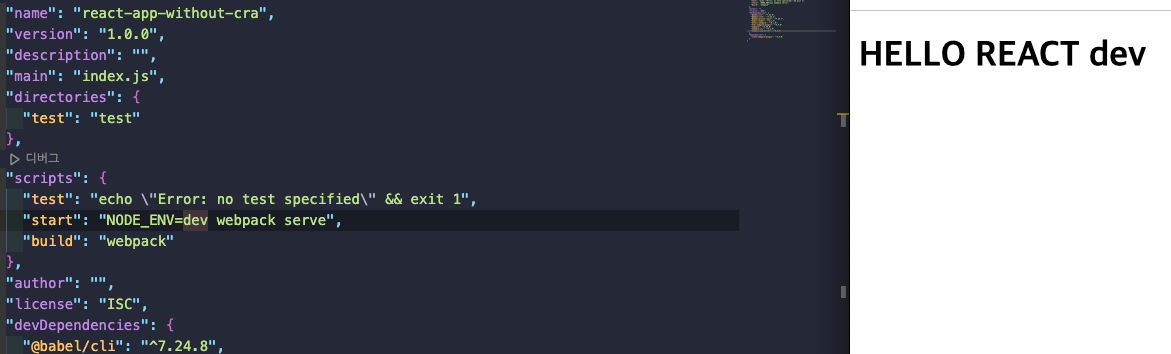 "name": "react-app-without-cra",
"version": "1.0.0",
"description": "",
"main": "index.js",
"directories": {
"test": "test"
},
디버그
"scripts": {
"test": "echo \"Error: no test specified\" && exit 1",
"start": "NODE_ENV=dev webpack serve",
"build": "webpack"
},
"author": "",
"license": "ISC",
"devDependencies": {
"@babel/cli": "^7.24.8",
HELLO REACT dev